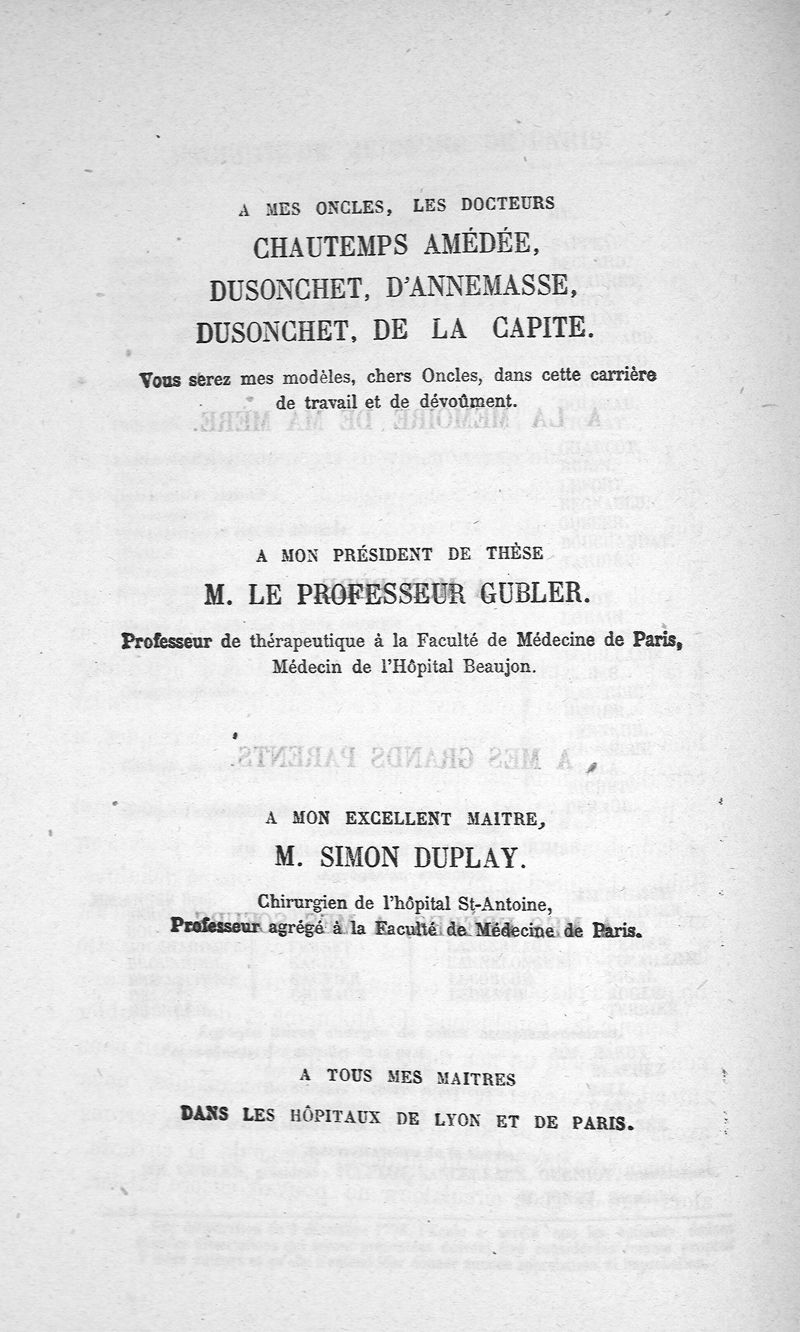 A MES ONCLES, LES DOCTEURS
CHAUTEMPS AMÉDÉE,
DUSONCHET, D'ANNEMASSE,
DUSONCHET, DE LA CAPITE.
Vous serez mes modèles, chers Oncles, dans cette carrière
de travail et de dévoûment.
A MON PRÉSIDENT DE THÈSE
M. LE PROFESSEUR GUBLER.
Professeur de thérapeutique à la Faculté de Médecine de Paris,
Médecin de l'Hôpital Beaujon.
A MON EXCELLENT MAITRE,
M. SIMON DUPLAY.
Chirurgien de l'hôpital St-Antoine,
Professeur agrégé à la Faculté de Médecine de Paris.
A TOUS MES MAITRES
DANS LES HÔPITAUX DE LYON ET DE PARIS.